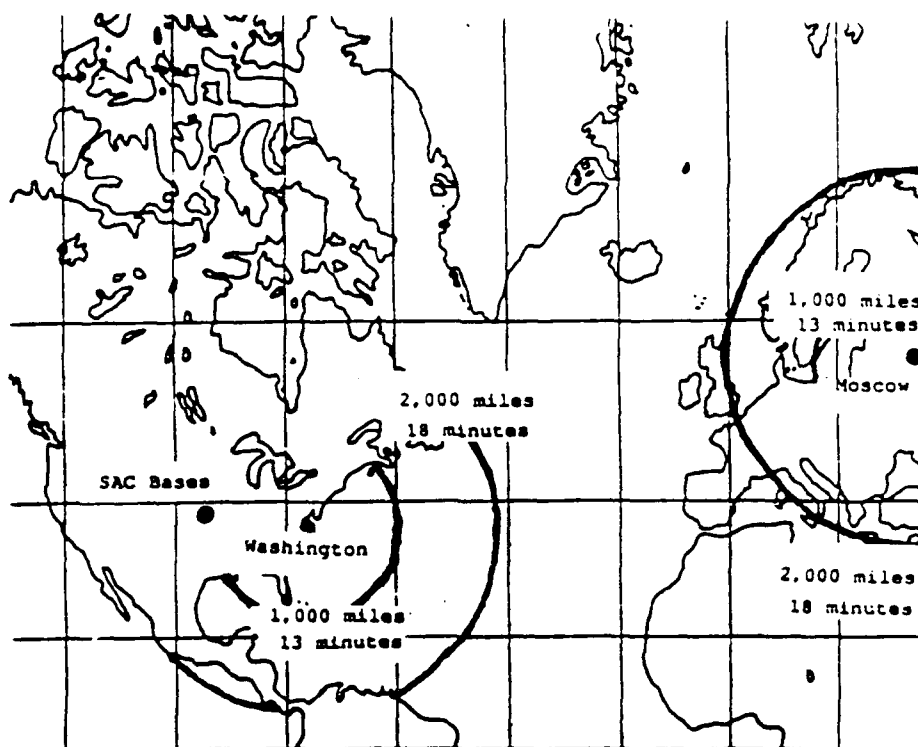 1,000 miles
13 minutes
Moscow
2,000 miles
18 minutes
SAC Bases
Washington
1,000 miles
13 minutes
2,000 miles
18 minutes